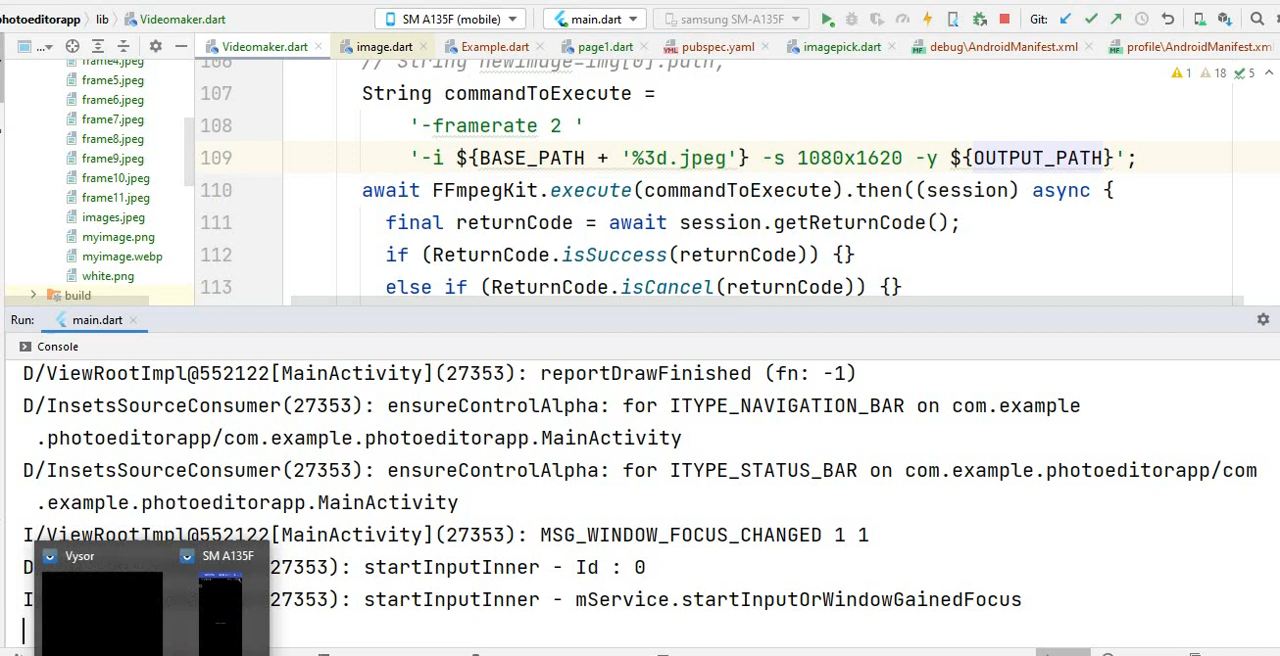 photoeditorapp › lib › Videomaker.dart SM A135F (mobile) main.dart samsung SM-A135F Git:
... Videomaker.dart image.dart Example.dart page1.dart pubspec.yaml imagepick.dart debug\AndroidManifest.xml profile\AndroidManifest.xml
frame4.jpeg
frame5.jpeg
frame6.jpeg
frame7.jpeg
frame8.jpeg
frame9.jpeg
frame10.jpeg
frame11.jpeg
images.jpeg
myimage.png
myimage.webp
white.png
build
1 18 5
106 // String newimage=img[0].path;
107 String commandToExecute =
108 '-framerate 2 '
109 '-i ${BASE_PATH + '%3d.jpeg'} -s 1080x1620 -y ${OUTPUT_PATH}';
110 await FFmpegKit.execute(commandToExecute).then((session) async {
111 final returnCode = await session.getReturnCode();
112 if (ReturnCode.isSuccess(returnCode)) {}
113 else if (ReturnCode.isCancel(returnCode)) {}
Run: main.dart
Console
D/ViewRootImpl@552122[MainActivity](27353): reportDrawFinished (fn: -1)
D/InsetsSourceConsumer(27353): ensureControlAlpha: for ITYPE_NAVIGATION_BAR on com.example
.photoeditorapp/com.example.photoeditorapp.MainActivity
D/InsetsSourceConsumer(27353): ensureControlAlpha: for ITYPE_STATUS_BAR on com.example.photoeditorapp/com
.example.photoeditorapp.MainActivity
I/ViewRootImpl@552122[MainActivity](27353): MSG_WINDOW_FOCUS_CHANGED 1 1
Vysor SM A135F
27353): startInputInner - Id : 0
27353): startInputInner - mService.startInputOrWindowGainedFocus